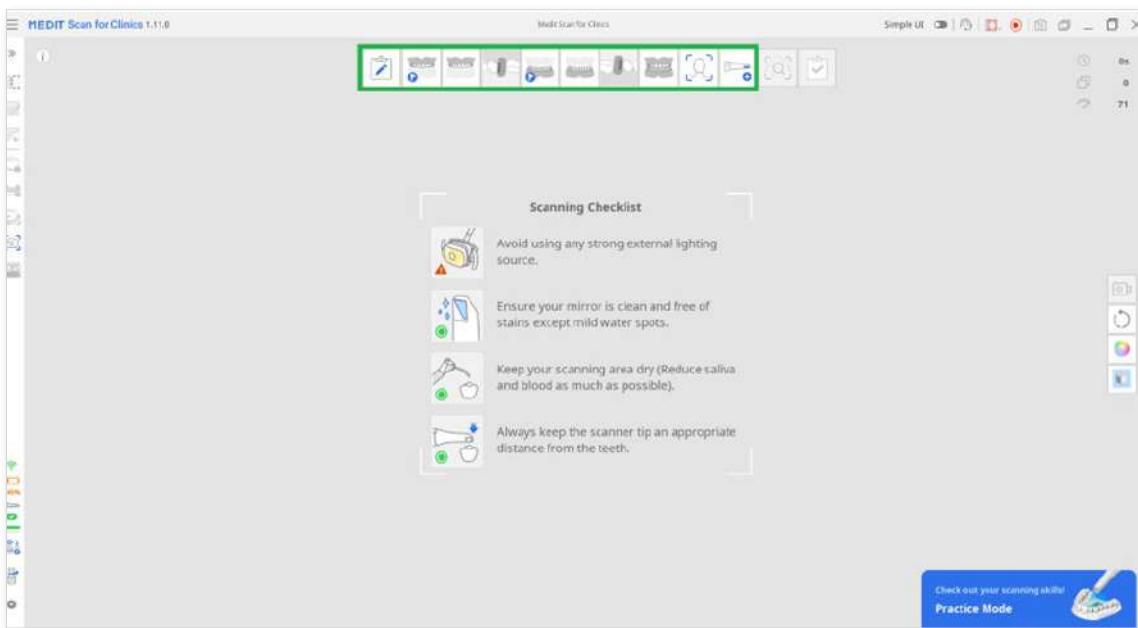 MEDIT Scan for Clinics 1.11.0
Medit Scan for Clinics
Simple UI
0s
0
71
Scanning Checklist
Avoid using any strong external lighting
source.
Ensure your mirror is clean and free of
stains except mild water spots.
Keep your scanning area dry (Reduce saliva
and blood as much as possible).
Always keep the scanner tip an appropriate
distance from the teeth.
Check out your scanning skills!
Practice Mode